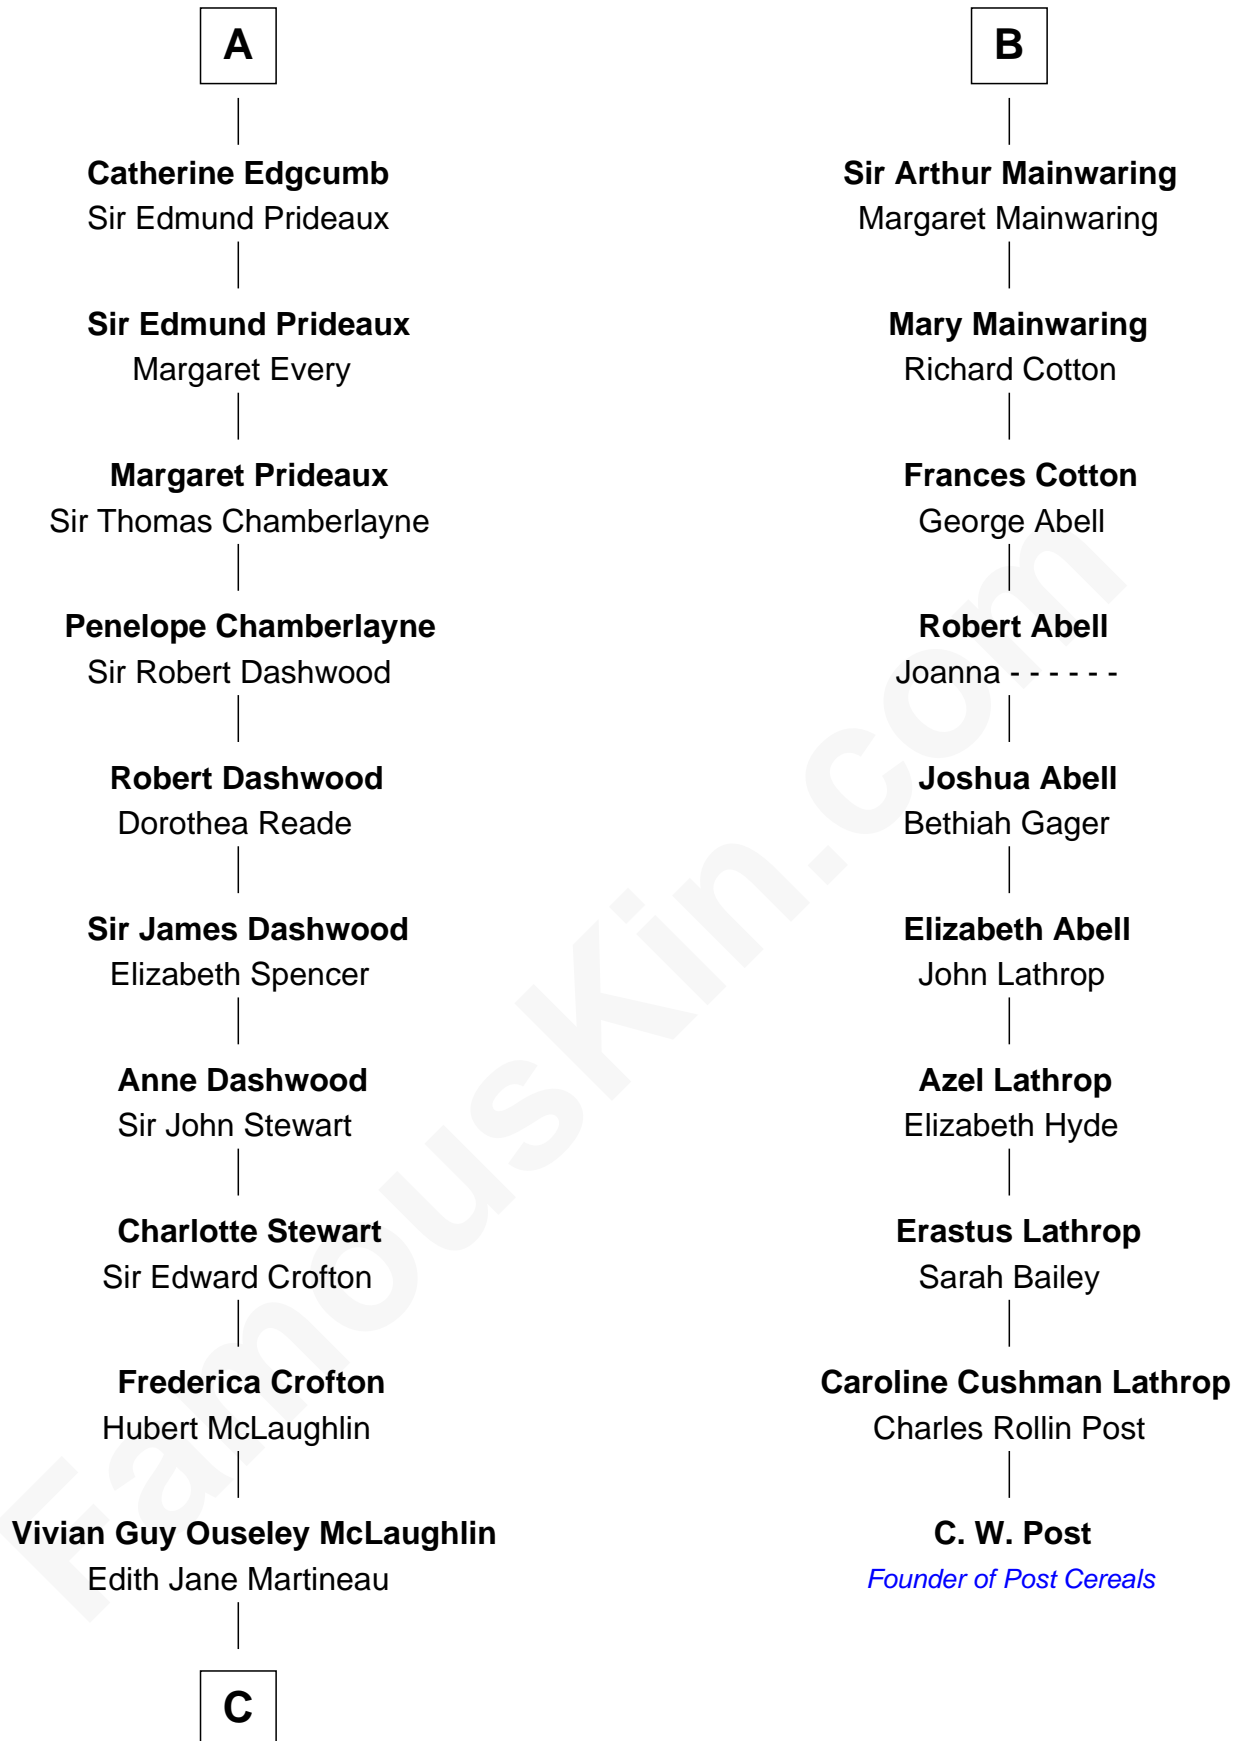 A
Catherine Edgcumb
Sir Edmund Prideaux
Sir Edmund Prideaux
Margaret Every
Margaret Prideaux
Sir Thomas Chamberlayne
Penelope Chamberlayne
Sir Robert Dashwood
Robert Dashwood
Dorothea Reade
Sir James Dashwood
Elizabeth Spencer
Anne Dashwood
Sir John Stewart
Charlotte Stewart
Sir Edward Crofton
Frederica Crofton
Hubert McLaughlin
Vivian Guy Ouseley McLaughlin
Edith Jane Martineau
C
B
Sir Arthur Mainwaring
Margaret Mainwaring
Mary Mainwaring
Richard Cotton
Frances Cotton
George Abell
Robert Abell
Joanna - - - - - -
Joshua Abell
Bethiah Gager
Elizabeth Abell
John Lathrop
Azel Lathrop
Elizabeth Hyde
Erastus Lathrop
Sarah Bailey
Caroline Cushman Lathrop
Charles Rollin Post
C. W. Post
Founder of Post Cereals
FamousKin.com